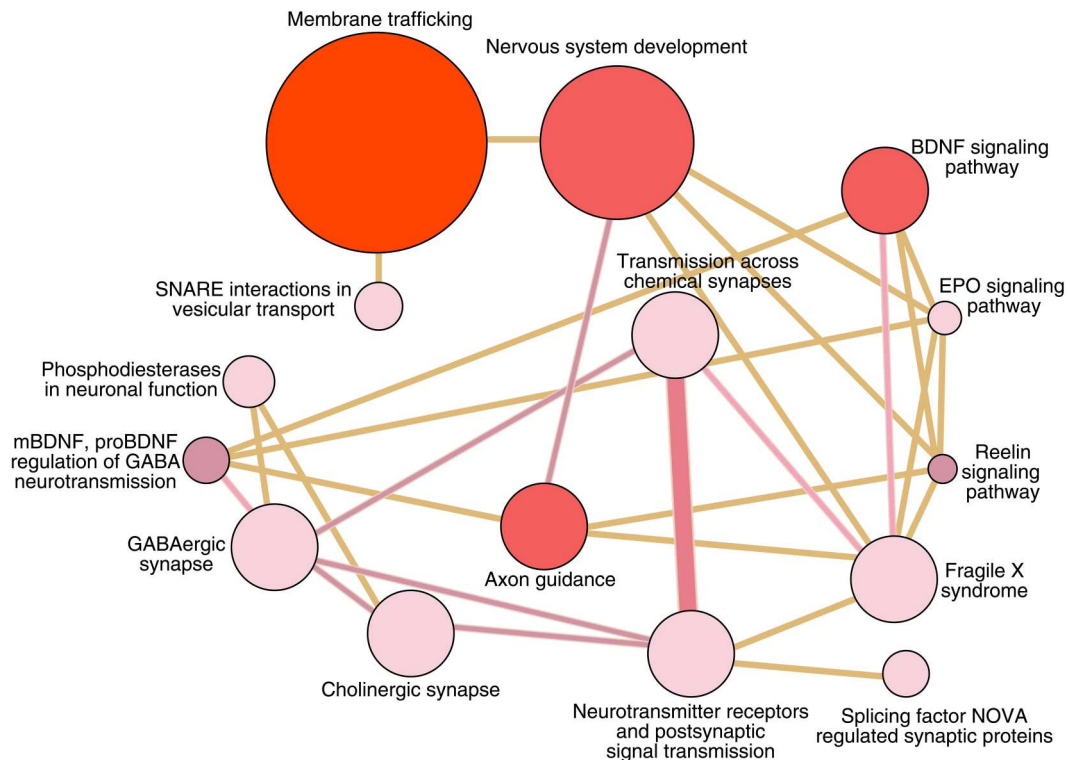 Membrane trafficking
Nervous system development
BDNF signaling
pathway
Transmission across
chemical synapses
SNARE interactions in
vesicular transport
EPO signaling
pathway
Phosphodiesterases
in neuronal function
mBDNF, proBDNF
regulation of GABA
neurotransmission
Reelin
signaling
pathway
GABAergic
synapse
Axon guidance
Fragile X
syndrome
Cholinergic synapse
Neurotransmitter receptors
and postsynaptic
signal transmission
Splicing factor NOVA
regulated synaptic proteins